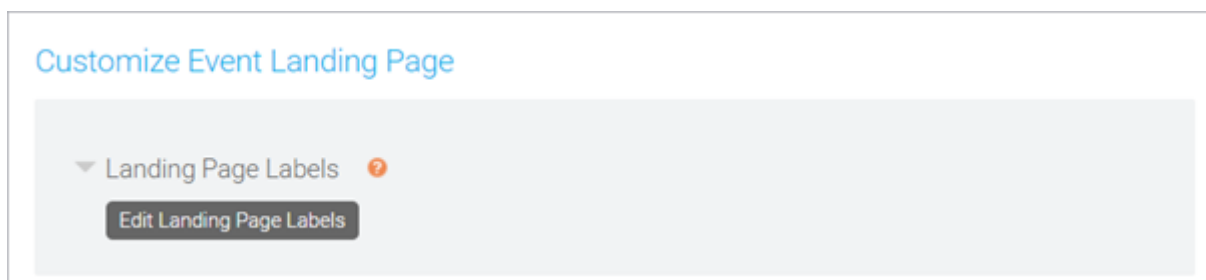 Customize Event Landing Page
Landing Page Labels ?
Edit Landing Page Labels